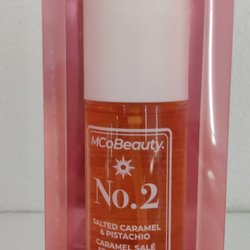 MCoBeauty.
No.2
SALTED CARAMEL
& PISTACHIO
CARAMEL SALÉ